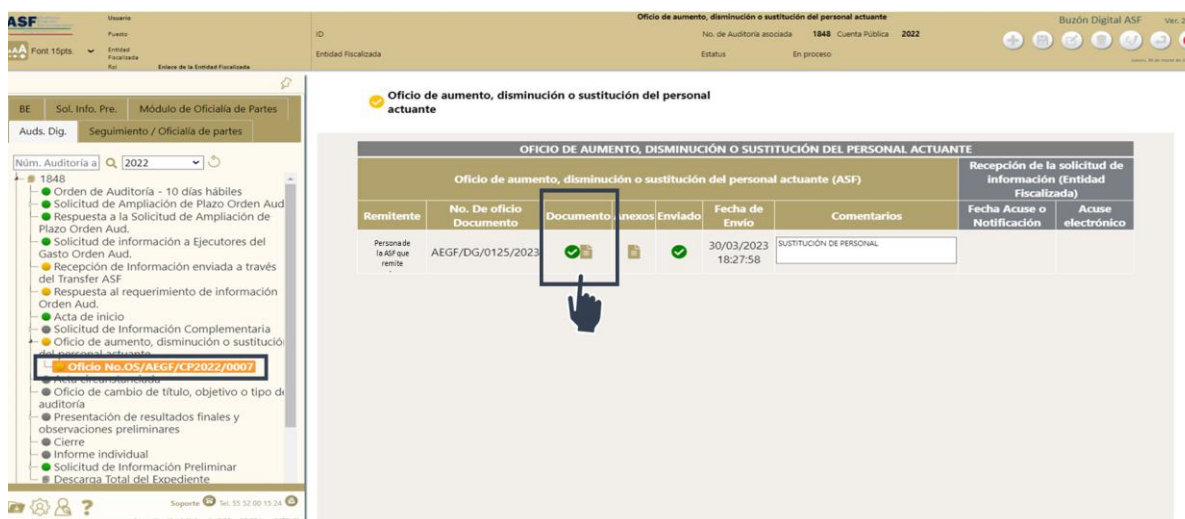 ASF
Usuario
Puesto
Entidad
Fiscalizada
Rol Enlace de la Entidad Fiscalizada
AAA Font 15pts.
ID
Entidad Fiscalizada
Oficio de aumento, disminución o sustitución del personal actuante
No. de Auditoría asociada 1848 Cuenta Pública 2022
Estatus En proceso
Buzón Digital ASF Ver. 2
BE Sol. Info. Pre. Módulo de Oficialía de Partes
Auds. Dig. Seguimiento / Oficialía de partes
Núm. Auditoría a 2022
1848
Orden de Auditoría - 10 días hábiles
Solicitud de Ampliación de Plazo Orden Aud
Respuesta a la Solicitud de Ampliación de
Plazo Orden Aud.
Solicitud de información a Ejecutores del
Gasto Orden Aud.
Recepción de Información enviada a través
del Transfer ASF
Respuesta al requerimiento de información
Orden Aud.
Acta de inicio
Solicitud de Información Complementaria
Oficio de aumento, disminución o sustitució
del personal actuante
Oficio No.OS/AEGF/CP2022/0007
Acta circunstanciada
Oficio de cambio de título, objetivo o tipo de
auditoría
Presentación de resultados finales y
observaciones preliminares
Cierre
Informe individual
Solicitud de Información Preliminar
Descarga Total del Expediente
? Soporte Tel. 55 52 00 15 24
Oficio de aumento, disminución o sustitución del personal
actuante
OFICIO DE AUMENTO, DISMINUCIÓN O SUSTITUCIÓN DEL PERSONAL ACTUANTE
Oficio de aumento, disminución o sustitución del personal actuante (ASF)
Recepción de la solicitud de
información (Entidad
Fiscalizada)
Remitente
No. De oficio
Documento
Documento
Anexos
Enviado
Fecha de
Envío
Comentarios
Fecha Acuse o
Notificación
Acuse
electrónico
Persona de
la ASF que
remite
AEGF/DG/0125/2023
30/03/2023
18:27:58
SUSTITUCIÓN DE PERSONAL